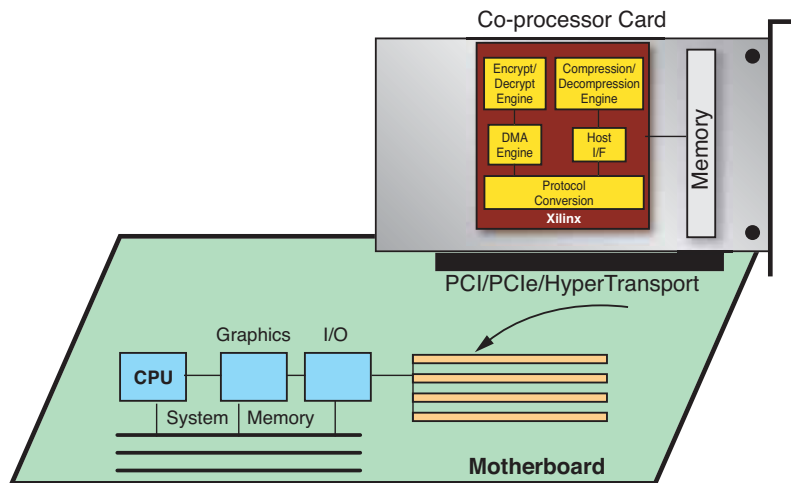 Co-processor Card
Encrypt/
Decrypt
Engine
Compression/
Decompression
Engine
DMA
Engine
Host
I/F
Protocol
Conversion
Xilinx
Memory
PCI/PCIe/HyperTransport
Graphics
I/O
CPU
System Memory
Motherboard